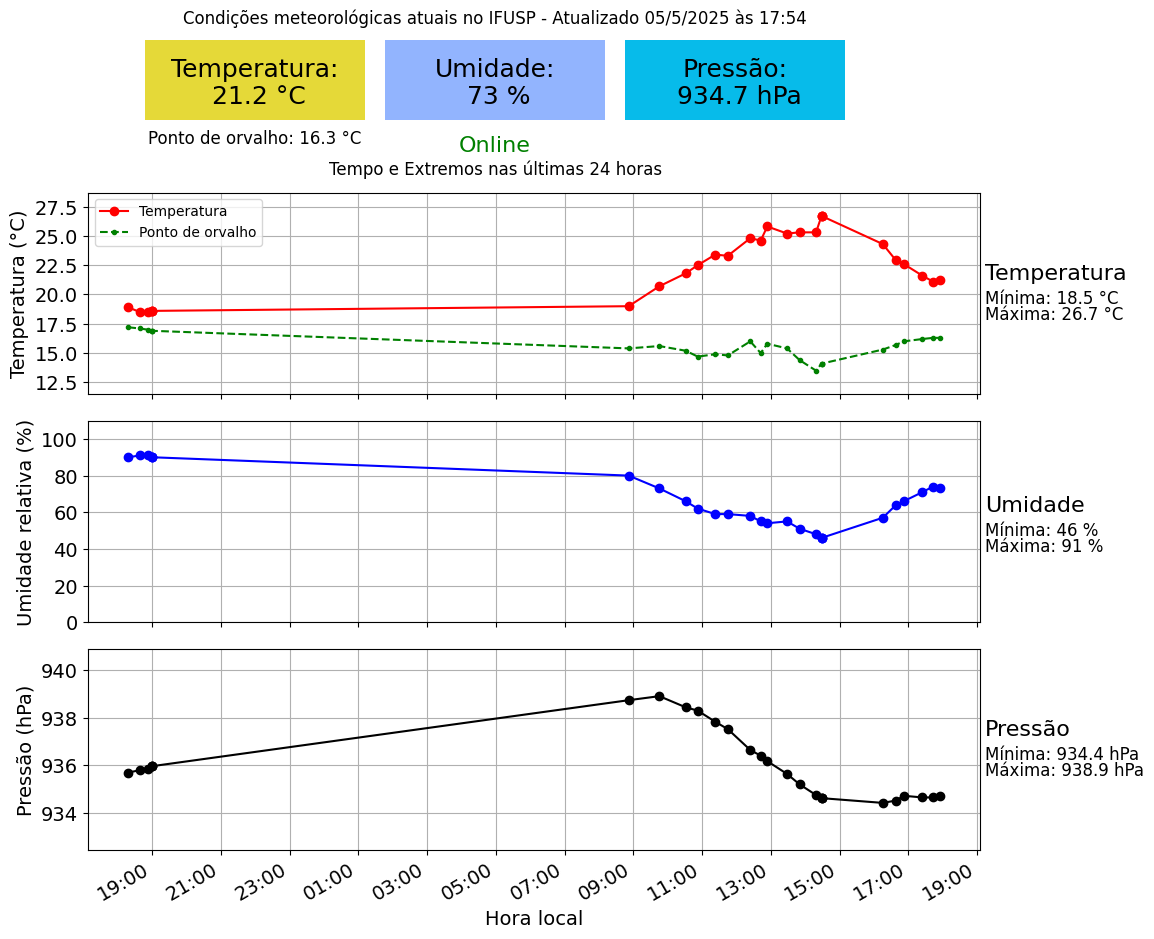 Condições meteorológicas atuais no IFUSP - Atualizado 05/5/2025 às 17:54
Temperatura:
21.2 °C
Umidade:
73 %
Pressão:
934.7 hPa
Ponto de orvalho: 16.3 °C
Online
Tempo e Extremos nas últimas 24 horas
Temperatura (°C)
27.5
25.0
22.5
20.0
17.5
15.0
12.5
Temperatura
Ponto de orvalho
Temperatura
Mínima: 18.5 °C
Máxima: 26.7 °C
Umidade relativa (%)
100
80
60
40
20
0
Umidade
Mínima: 46 %
Máxima: 91 %
Pressão (hPa)
940
938
936
934
Pressão
Mínima: 934.4 hPa
Máxima: 938.9 hPa
19:00 21:00 23:00 01:00 03:00 05:00 07:00 09:00 11:00 13:00 15:00 17:00 19:00
Hora local